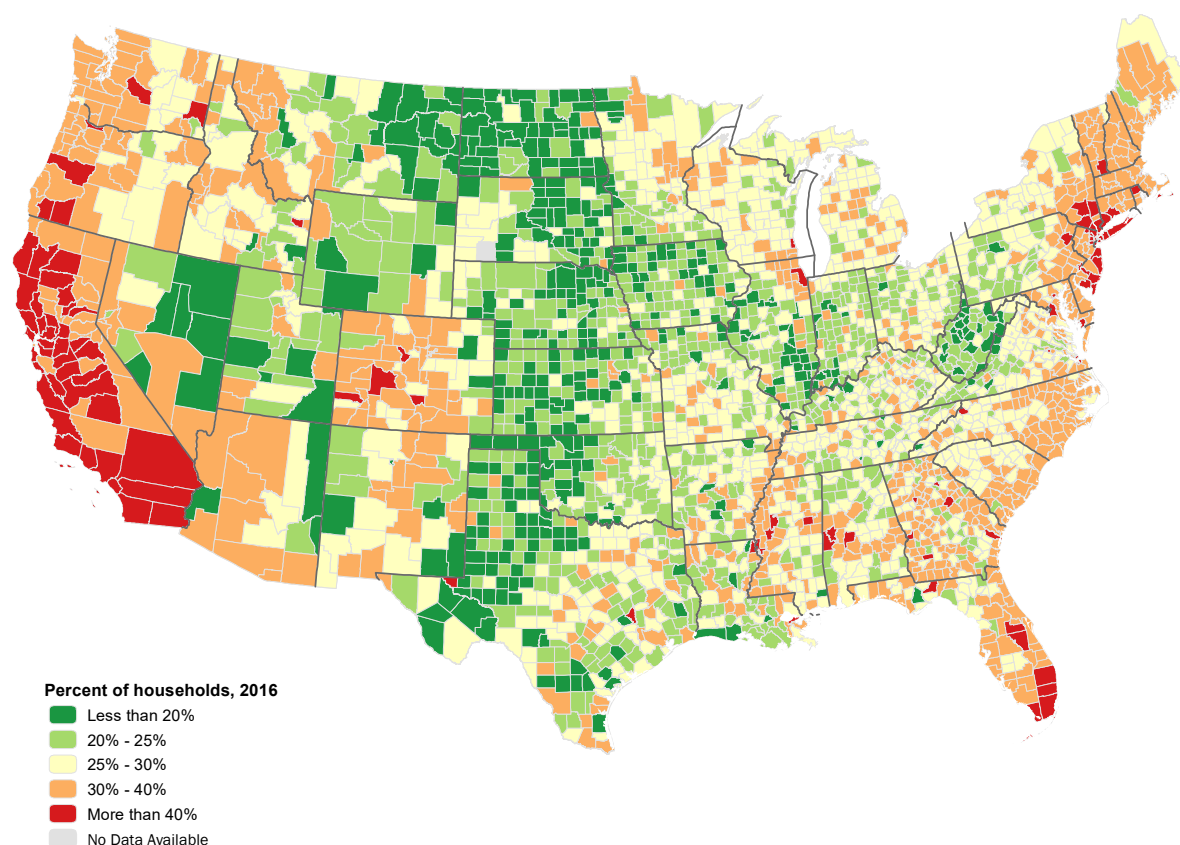 Percent of households, 2016
Less than 20%
20% - 25%
25% - 30%
30% - 40%
More than 40%
No Data Available